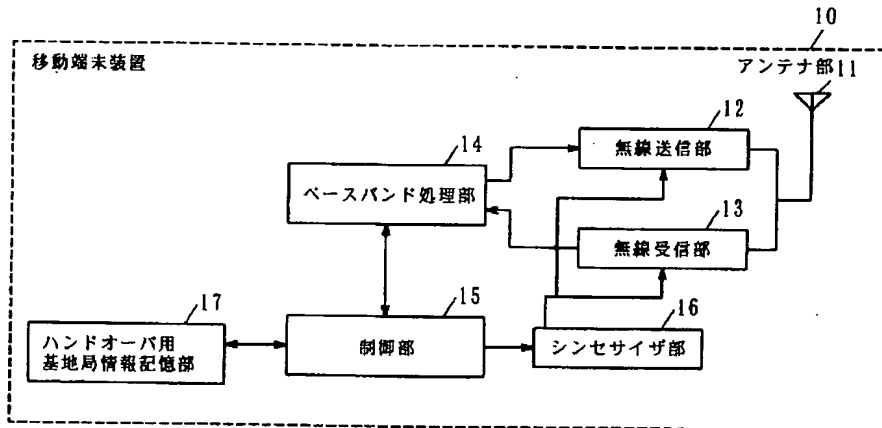 10
移動端末装置
アンテナ部
11
12
無線送信部
14
ベースバンド処理部
13
無線受信部
15
制御部
16
シンセサイザ部
17
ハンドオーバ用
基地局情報記憶部